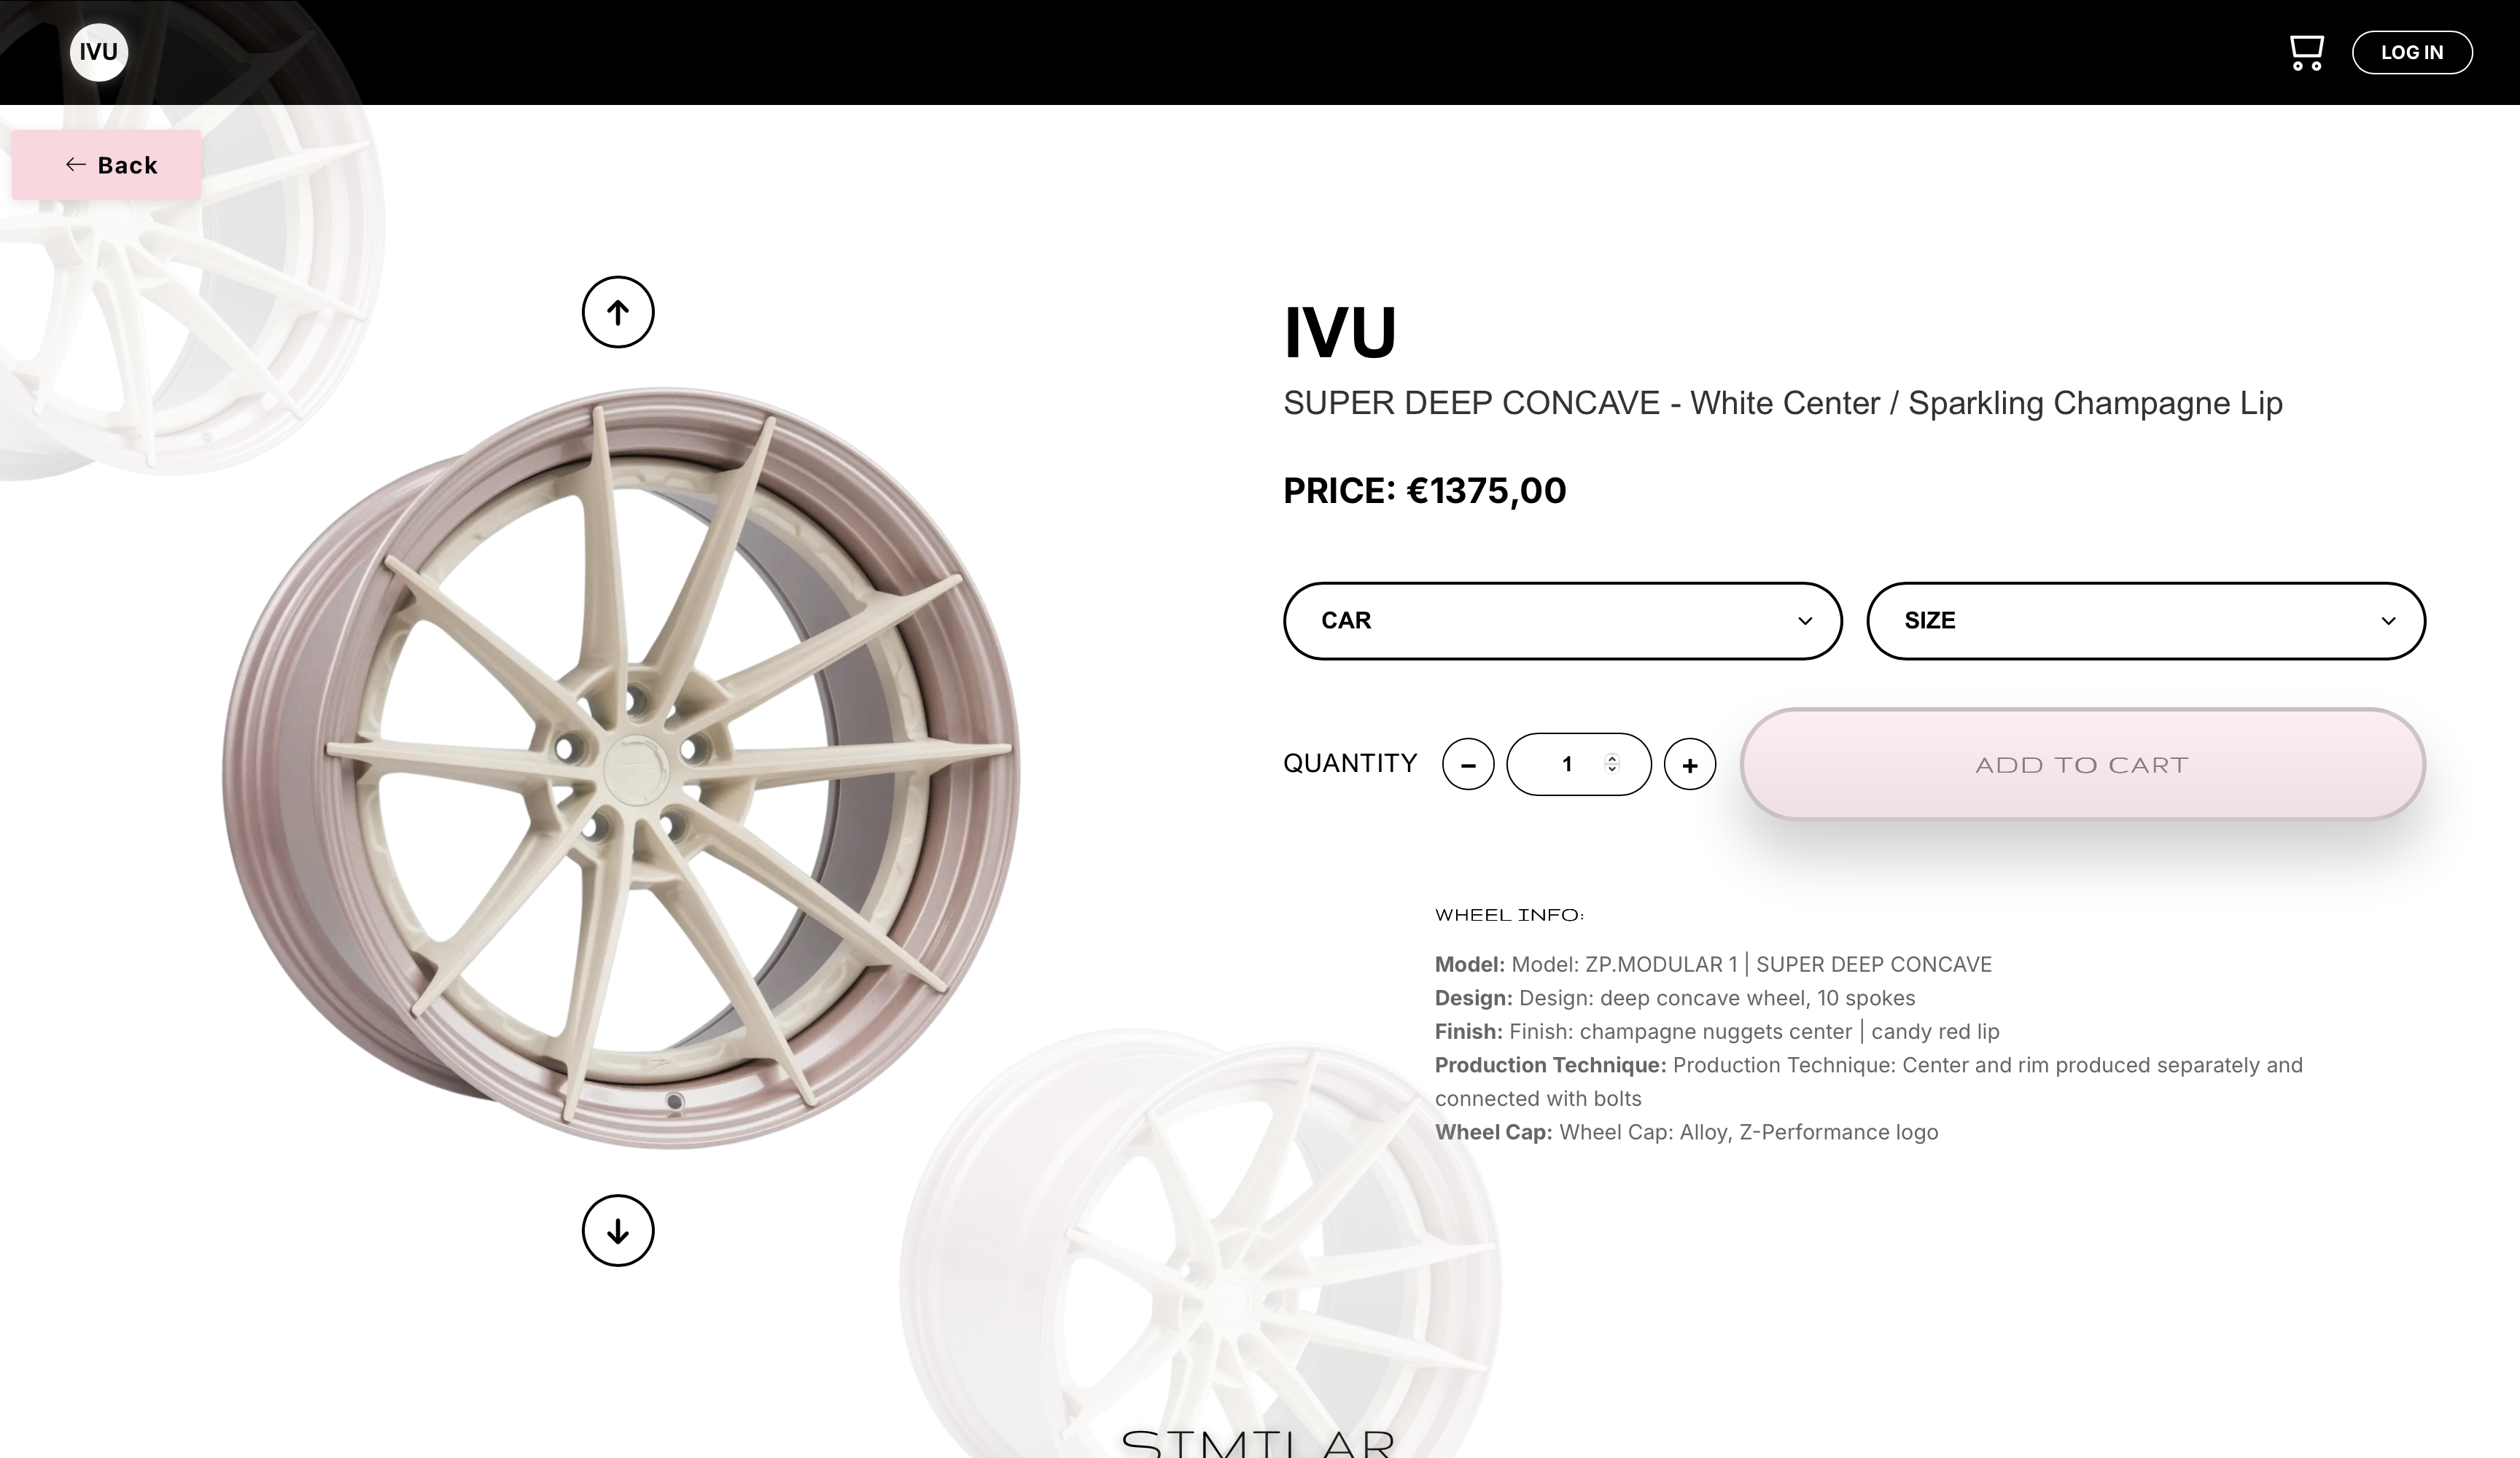 IVU
LOG IN
Back
IVU
SUPER DEEP CONCAVE - White Center / Sparkling Champagne Lip
PRICE: €1375,00
CAR
SIZE
QUANTITY
1
ADD TO CART
WHEEL INFO:
Model: Model: ZP.MODULAR 1 | SUPER DEEP CONCAVE
Design: Design: deep concave wheel, 10 spokes
Finish: Finish: champagne nuggets center | candy red lip
Production Technique: Production Technique: Center and rim produced separately and
connected with bolts
Wheel Cap: Wheel Cap: Alloy, Z-Performance logo
SIMILAR